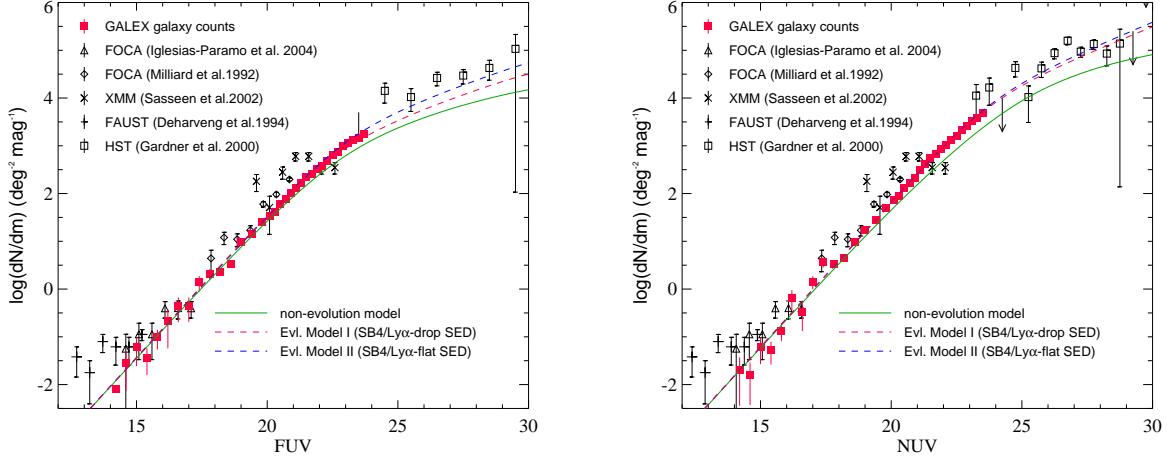 GALEX galaxy counts
FOCA (Iglesias-Paramo et al. 2004)
FOCA (Milliard et al.1992)
XMM (Sasseen et al.2002)
FAUST (Deharveng et al.1994)
HST (Gardner et al. 2000)
non-evolution model
Evl. Model I (SB4/Lyα-drop SED)
Evl. Model II (SB4/Lyα-flat SED)
log(dN/dm) (deg⁻² mag⁻¹)
6
4
2
0
-2
15
20
25
30
FUV
GALEX galaxy counts
FOCA (Iglesias-Paramo et al. 2004)
FOCA (Milliard et al.1992)
XMM (Sasseen et al.2002)
FAUST (Deharveng et al.1994)
HST (Gardner et al. 2000)
non-evolution model
Evl. Model I (SB4/Lyα-drop SED)
Evl. Model II (SB4/Lyα-flat SED)
log(dN/dm) (deg⁻² mag⁻¹)
6
4
2
0
-2
15
20
25
30
NUV